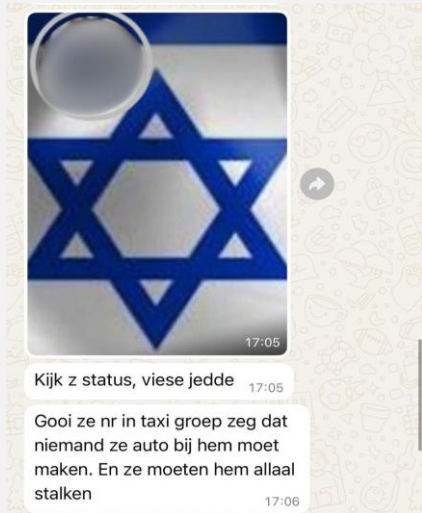 17:05
Kijk z status, viese jedde 17:05
Gooi ze nr in taxi groep zeg dat
niemand ze auto bij hem moet
maken. En ze moeten hem allaal
stalken
17:06